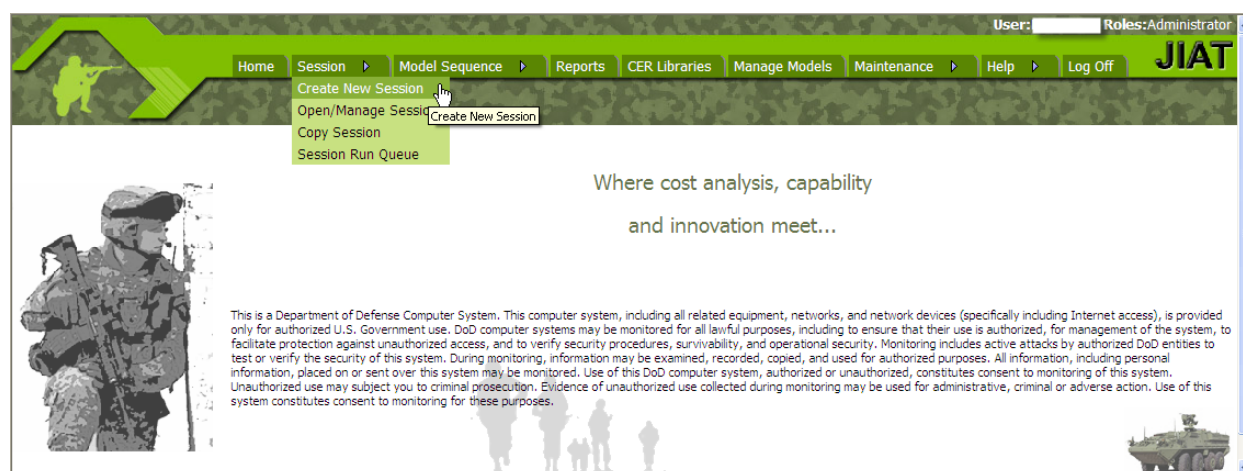 User: Roles:Administrator
JIAT
Home Session Model Sequence Reports CER Libraries Manage Models Maintenance Help Log Off
Create New Session
Open/Manage
Create New Session
Copy Session
Session Run Queue
Where cost analysis, capability
and innovation meet...
This is a Department of Defense Computer System. This computer system, including all related equipment, networks, and network devices (specifically including Internet access), is provided
only for authorized U.S. Government use. DoD computer systems may be monitored for all lawful purposes, including to ensure that their use is authorized, for management of the system, to
facilitate protection against unauthorized access, and to verify security procedures, survivability, and operational security. Monitoring includes active attacks by authorized DoD entities to
test or verify the security of this system. During monitoring, information may be examined, recorded, copied, and used for authorized purposes. All information, including personal
information, placed on or sent over this system may be monitored. Use of this DoD computer system, authorized or unauthorized, constitutes consent to monitoring of this system.
Unauthorized use may subject you to criminal prosecution. Evidence of unauthorized use collected during monitoring may be used for administrative, criminal or adverse action. Use of this
system constitutes consent to monitoring for these purposes.